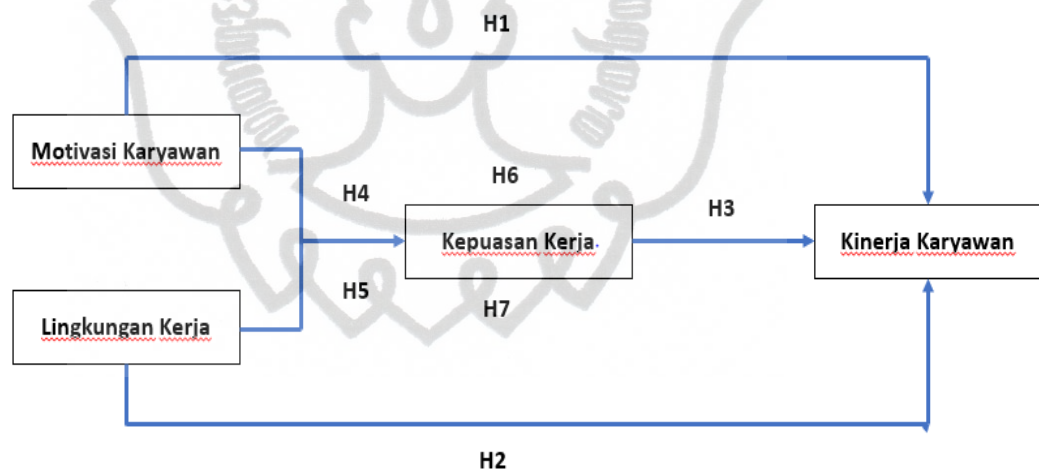 H1
Motivasi Karyawan
H4
H6
H3
Kepuasan Kerja
Kinerja Karyawan
H5
H7
Lingkungan Kerja
H2